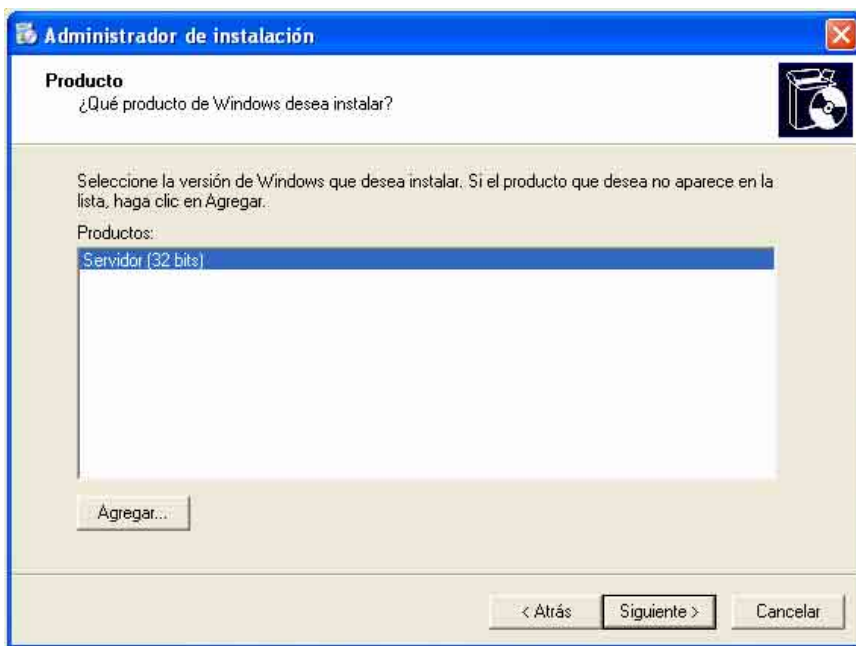 Administrador de instalación
Producto
¿Qué producto de Windows desea instalar?
Seleccione la versión de Windows que desea instalar. Si el producto que desea no aparece en la
lista, haga clic en Agregar.
Productos:
Servidor (32 bits)
Agregar...
< Atrás
Siguiente >
Cancelar